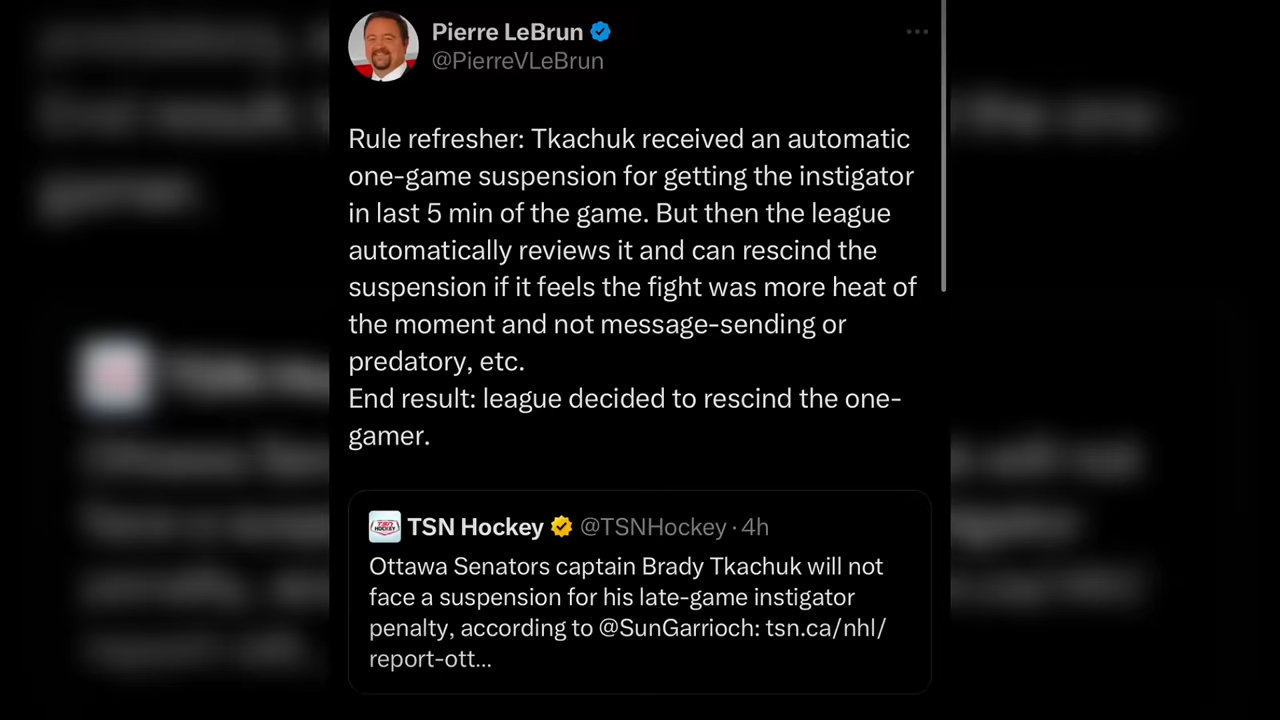 Pierre LeBrun
@PierreVLeBrun
Rule refresher: Tkachuk received an automatic
one-game suspension for getting the instigator
in last 5 min of the game. But then the league
automatically reviews it and can rescind the
suspension if it feels the fight was more heat of
the moment and not message-sending or
predatory, etc.
End result: league decided to rescind the one-
gamer.
TSN Hockey @TSNHockey · 4h
Ottawa Senators captain Brady Tkachuk will not
face a suspension for his late-game instigator
penalty, according to @SunGarrioch: tsn.ca/nhl/
report-ott...